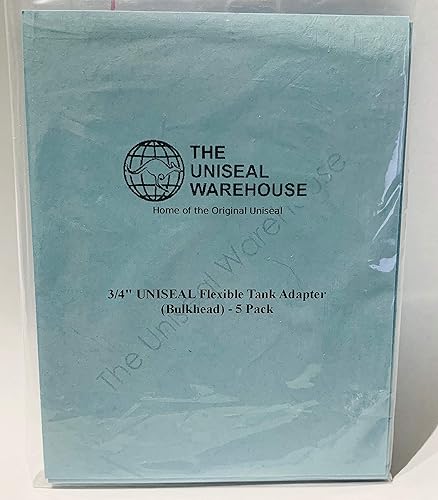 THE
UNISEAL
WAREHOUSE
Home of the Original Uniseal
3/4" UNISEAL Flexible Tank Adapter
(Bulkhead) - 5 Pack
The Uniseal Warehouse